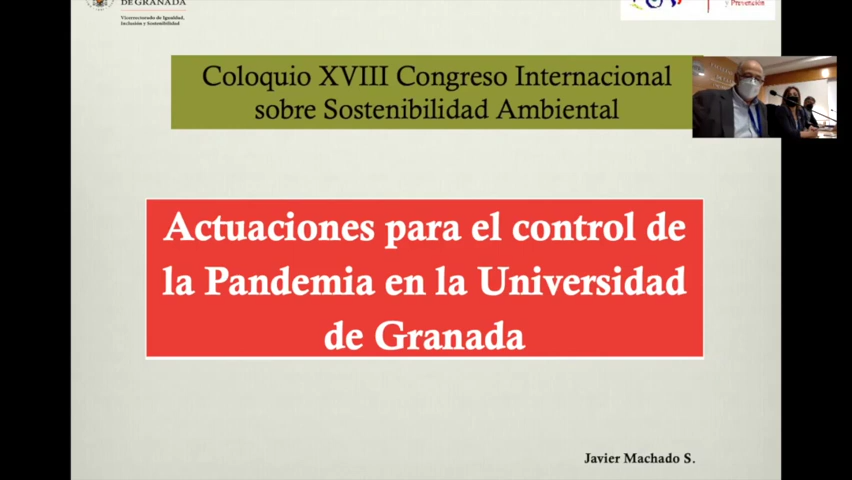 DE GRANADA
Vicerrectorado de Igualdad,
Inclusión y Sostenibilidad
y Prevención
Coloquio XVIII Congreso Internacional
sobre Sostenibilidad Ambiental
Actuaciones para el control de
la Pandemia en la Universidad
de Granada
Javier Machado S.